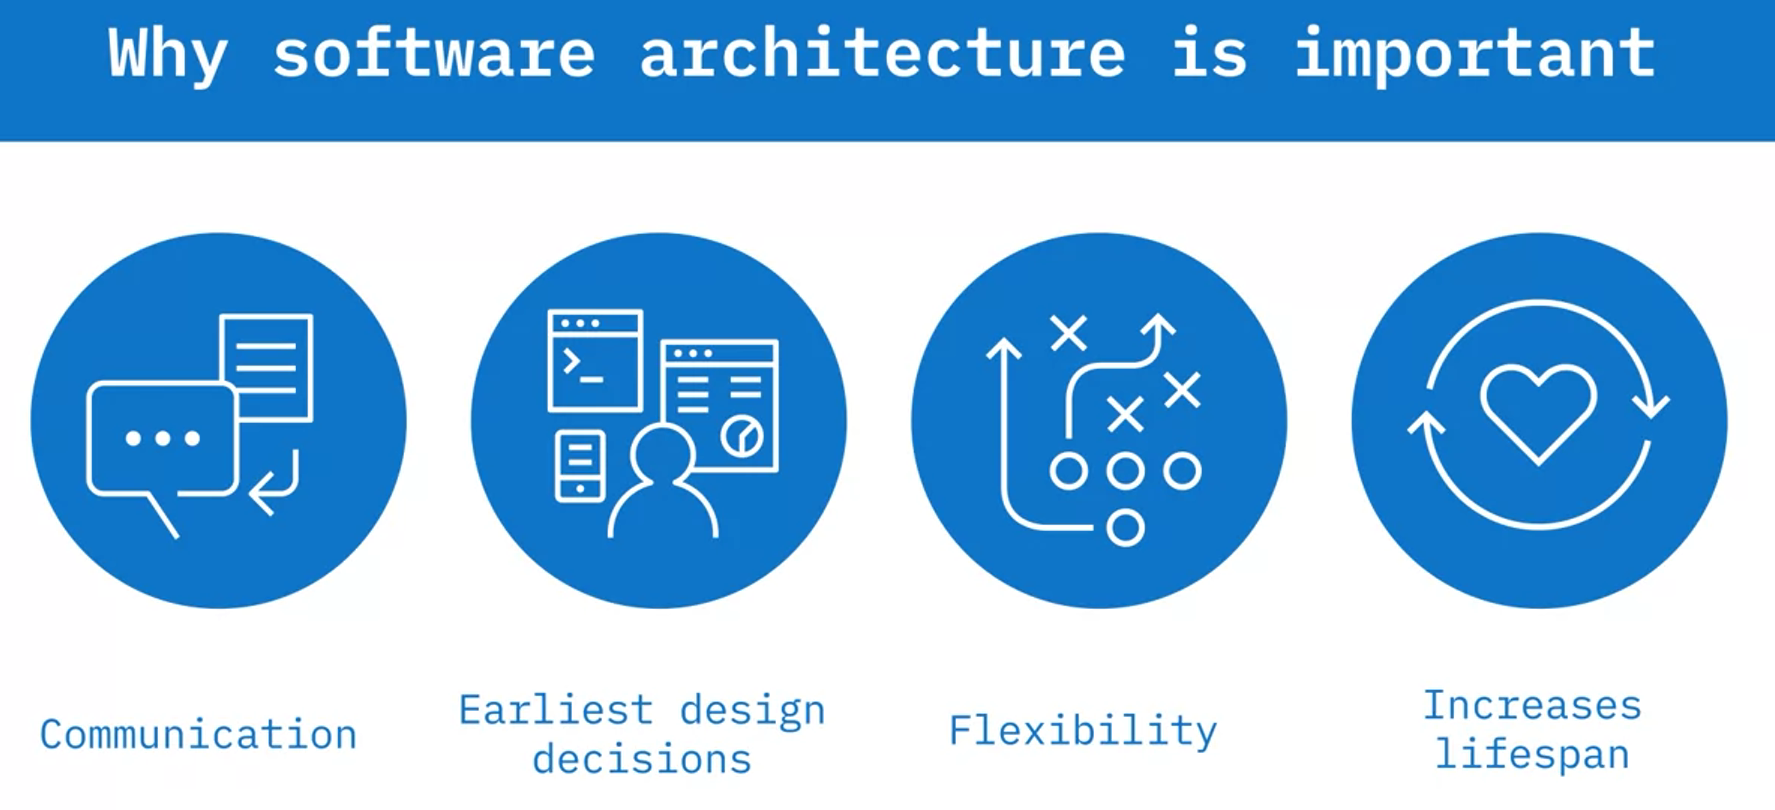 Why software architecture is important
Communication
Earliest design
decisions
Flexibility
Increases
lifespan